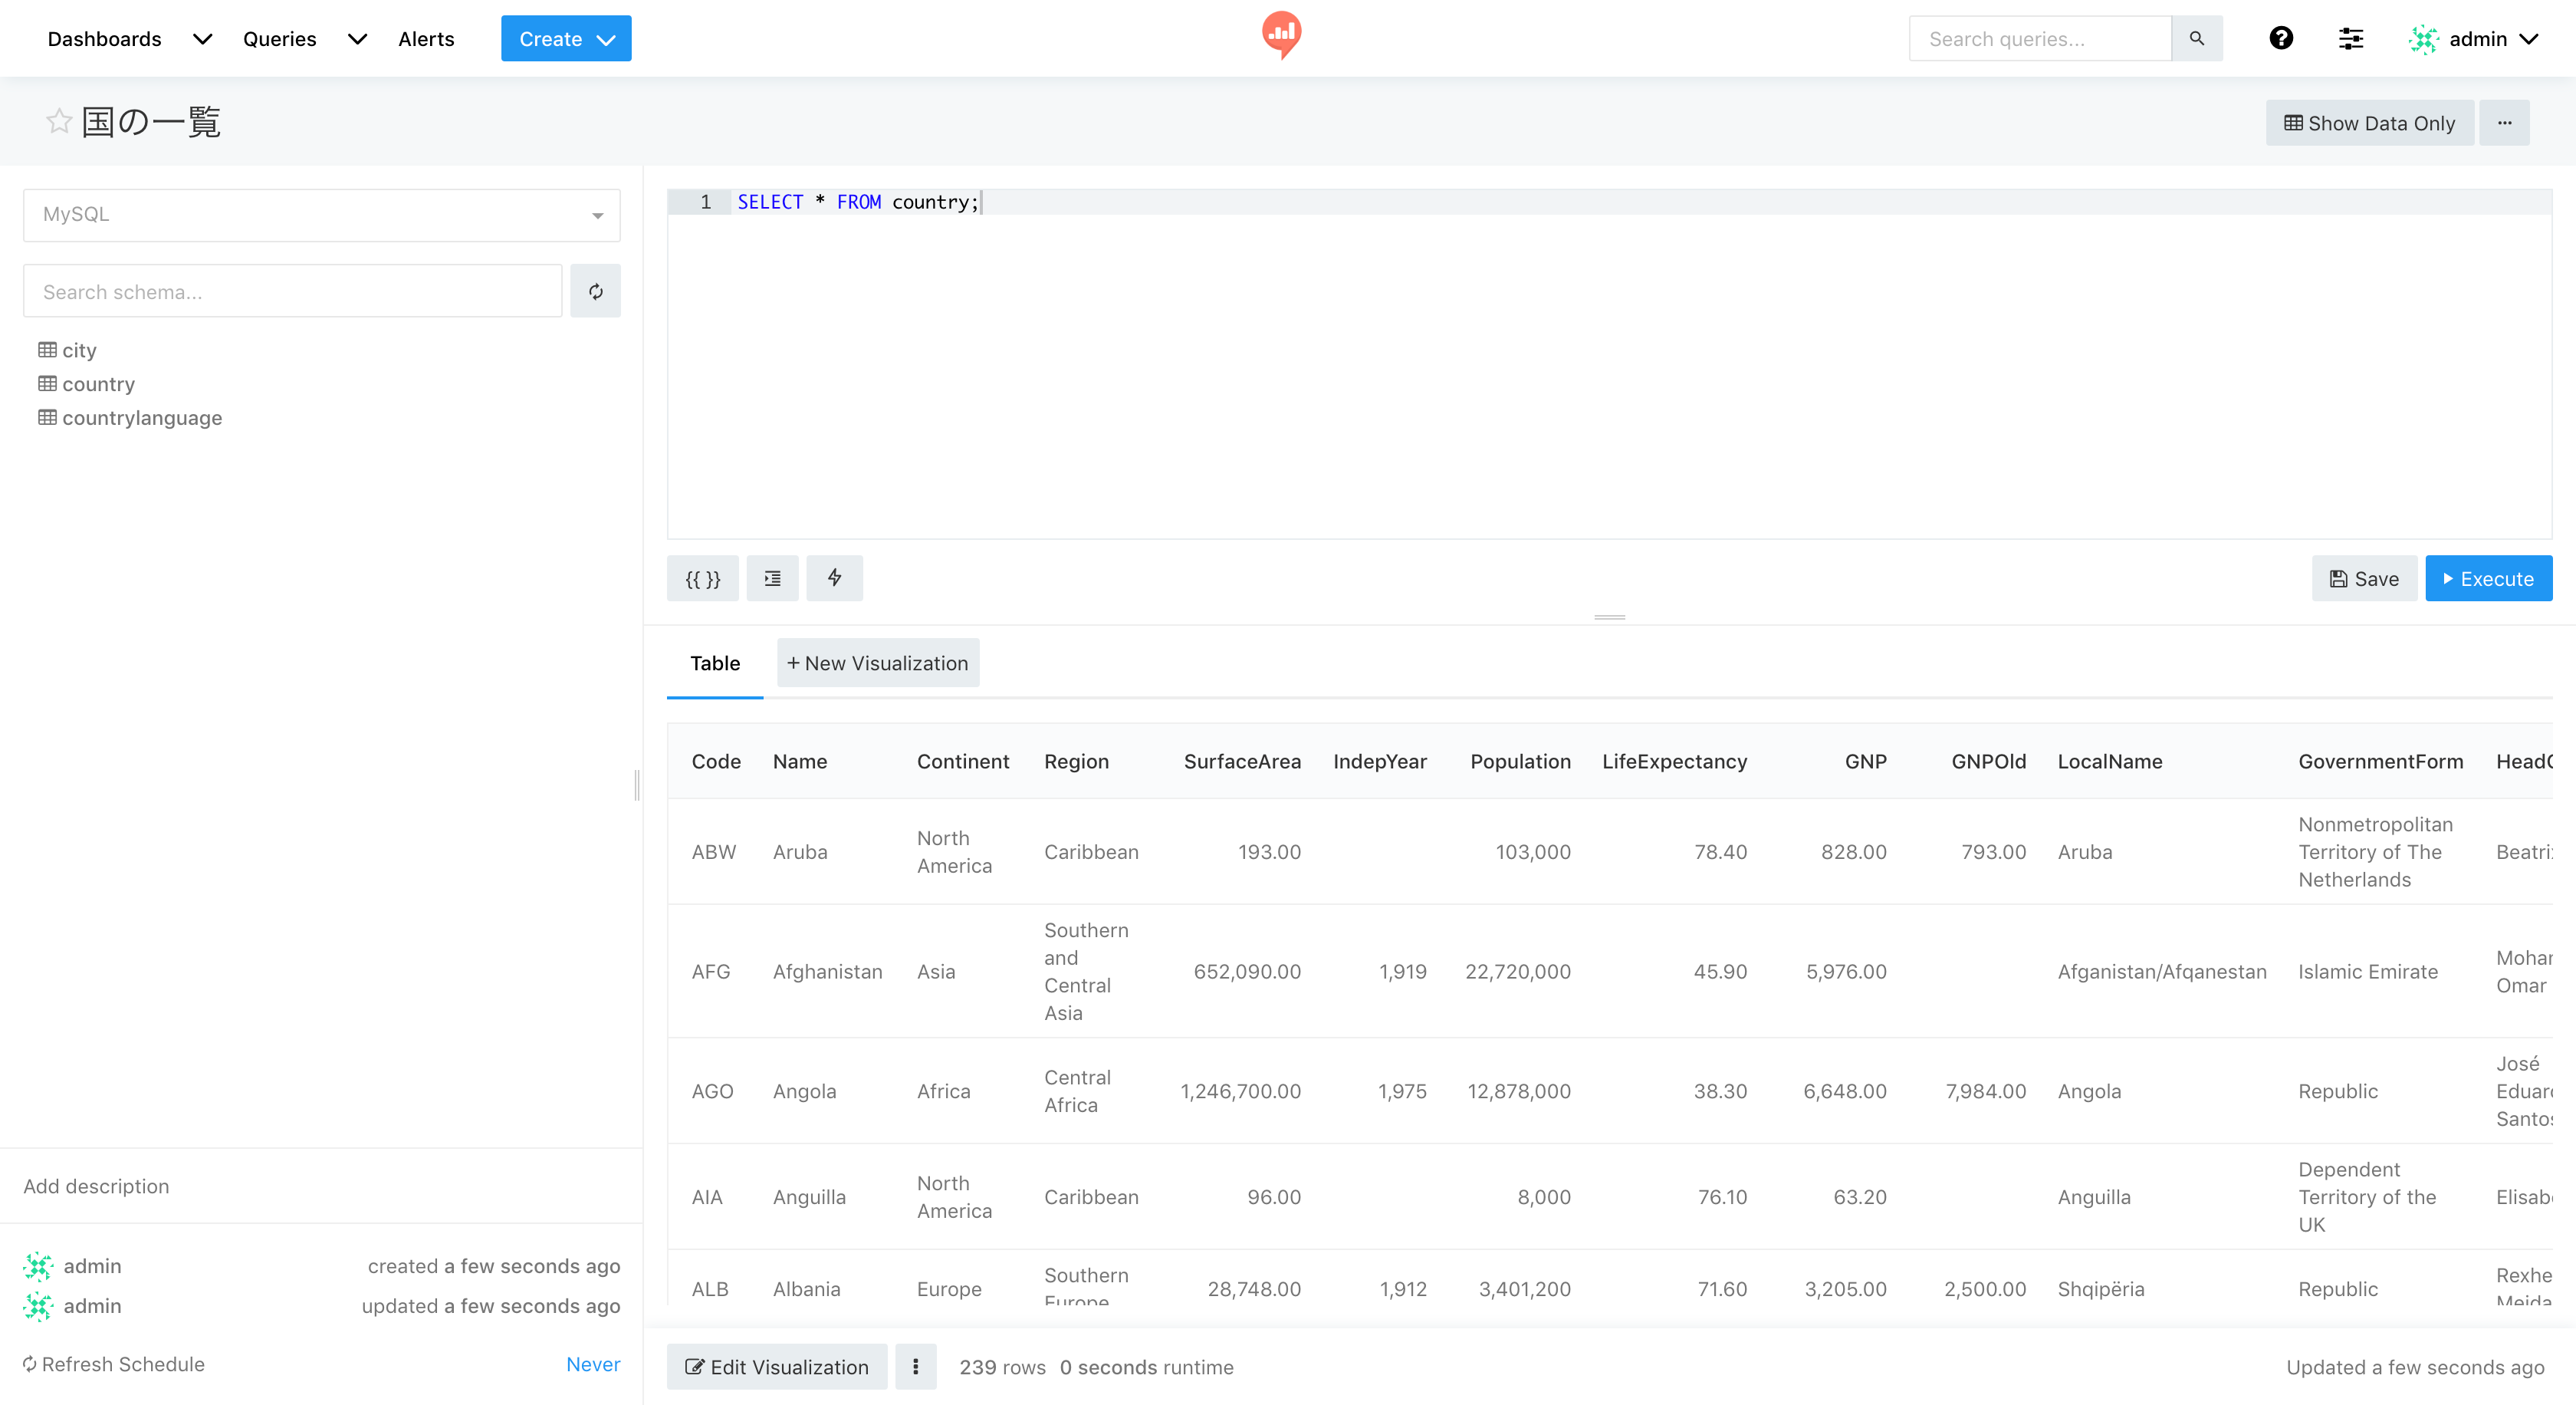 Dashboards Queries Alerts Create Search queries... admin
国の一覧 Show Data Only
MySQL
Search schema...
city
country
countrylanguage
1 SELECT * FROM country;
{{ }} Save Execute
Table + New Visualization
Code Name Continent Region SurfaceArea IndepYear Population LifeExpectancy GNP GNPOld LocalName GovernmentForm
ABW Aruba North America Caribbean 193.00 103,000 78.40 828.00 793.00 Aruba Nonmetropolitan Territory of The Netherlands
AFG Afghanistan Asia Southern and Central Asia 652,090.00 1,919 22,720,000 45.90 5,976.00 Afganistan/Afqanestan Islamic Emirate Omar
AGO Angola Africa Central Africa 1,246,700.00 1,975 12,878,000 38.30 6,648.00 7,984.00 Angola Republic José
AIA Anguilla North America Caribbean 96.00 8,000 76.10 63.20 Anguilla Dependent Territory of the UK
ALB Albania Europe Southern Europe 28,748.00 1,912 3,401,200 71.60 3,205.00 2,500.00 Shqipëria Republic
Add description
admin created a few seconds ago
admin updated a few seconds ago
Refresh Schedule Never
Edit Visualization 239 rows 0 seconds runtime Updated a few seconds ago